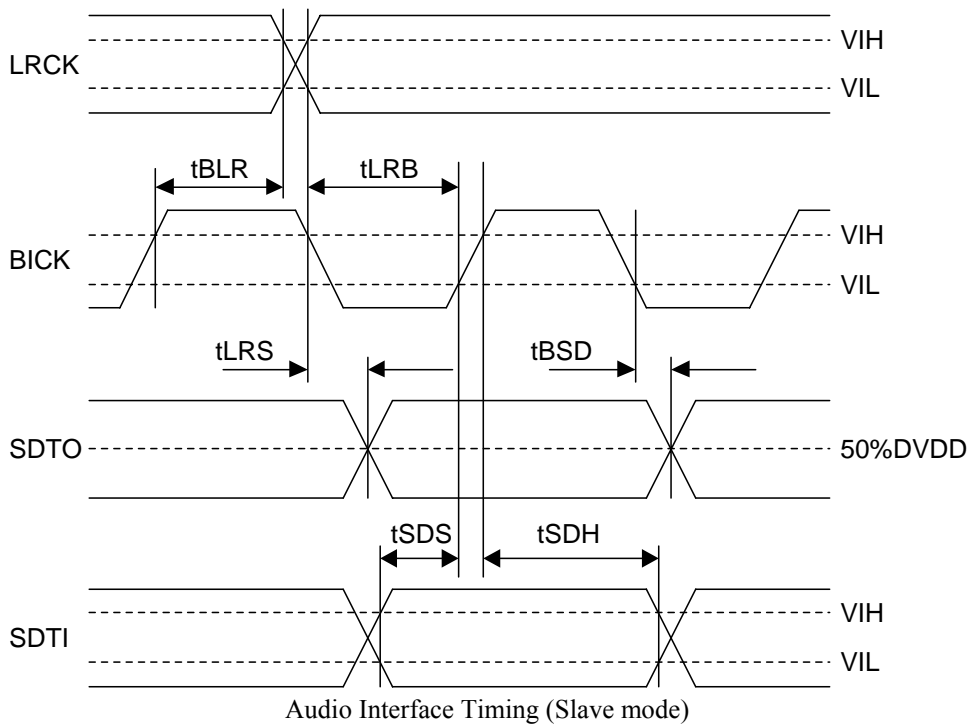 LRCK
VIH
VIL
tBLR
tLRB
BICK
VIH
VIL
tLRS
tBSD
SDTO
50%DVDD
tSDS
tSDH
SDTI
VIH
VIL
Audio Interface Timing (Slave mode)